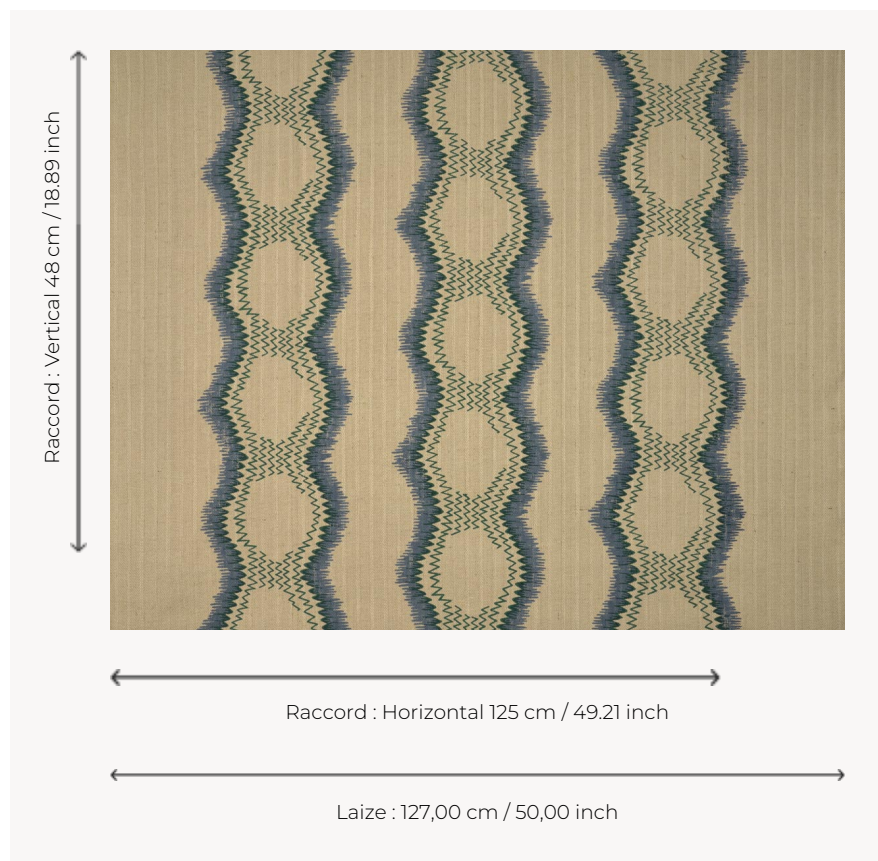 Raccord : Vertical 48 cm / 18.89 inch
Raccord : Horizontal 125 cm / 49.21 inch
Laize : 127,00 cm / 50,00 inch